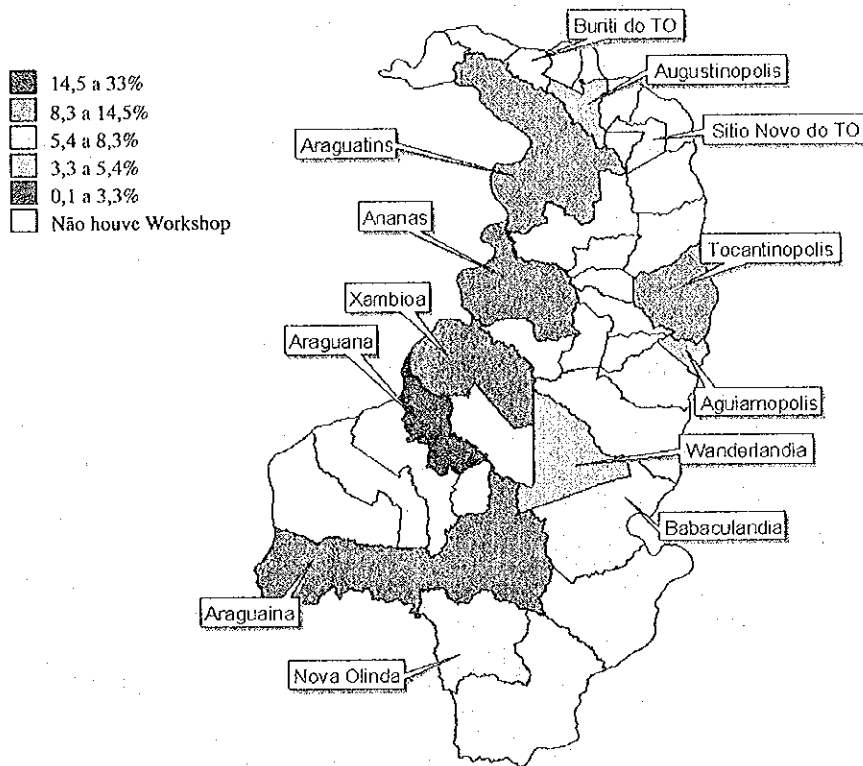 14,5 a 33%
8,3 a 14,5%
5,4 a 8,3%
3,3 a 5,4%
0,1 a 3,3%
Não houve Workshop
Buriti do TO
Augustinopolis
Sitio Novo do TO
Araguatins
Ananas
Tocantinopolis
Xambioa
Araguana
Aguiarnopolis
Wanderlandia
Babaculandia
Araguaina
Nova Olinda